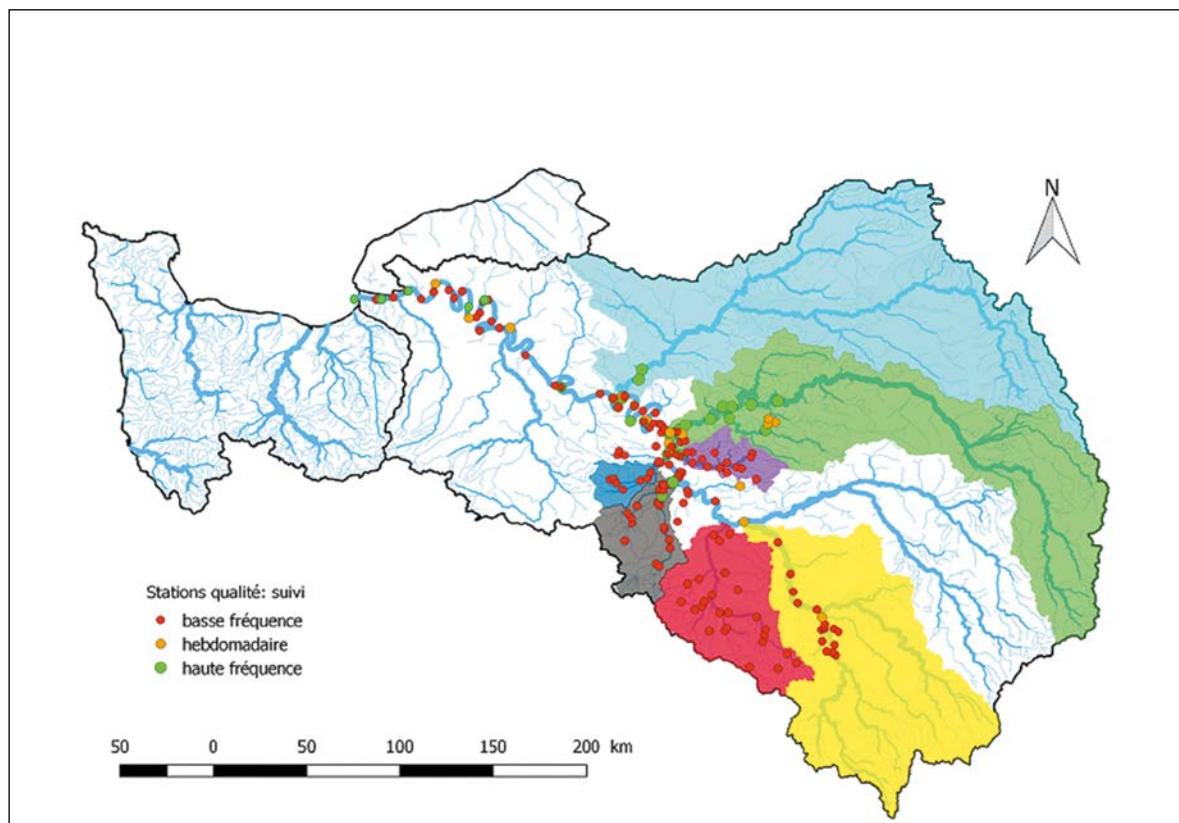 N
Stations qualité: suivi
basse fréquence
hebdomadaire
haute fréquence
50 0 50 100 150 200 km